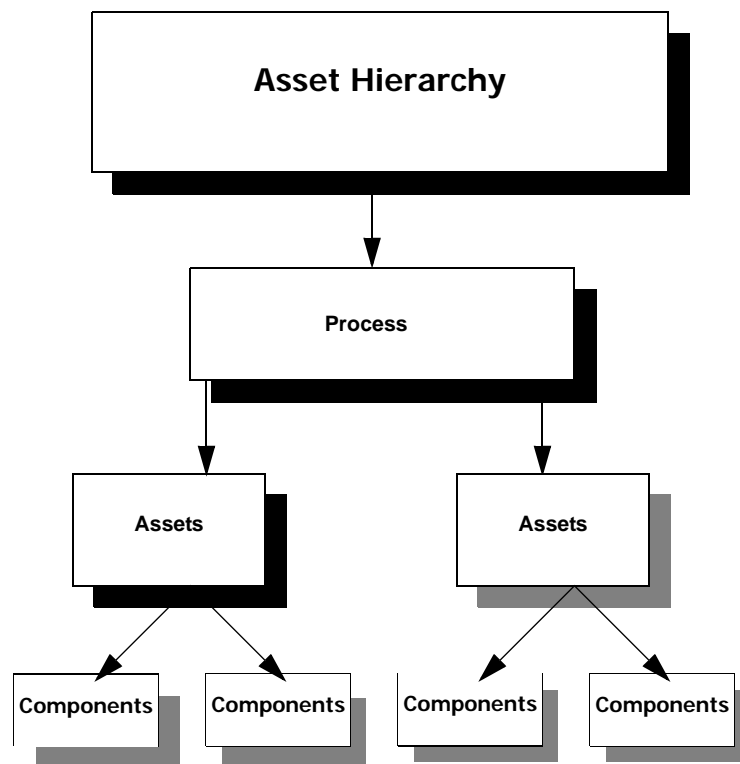 Asset Hierarchy
Process
Assets
Assets
Components
Components
Components
Components